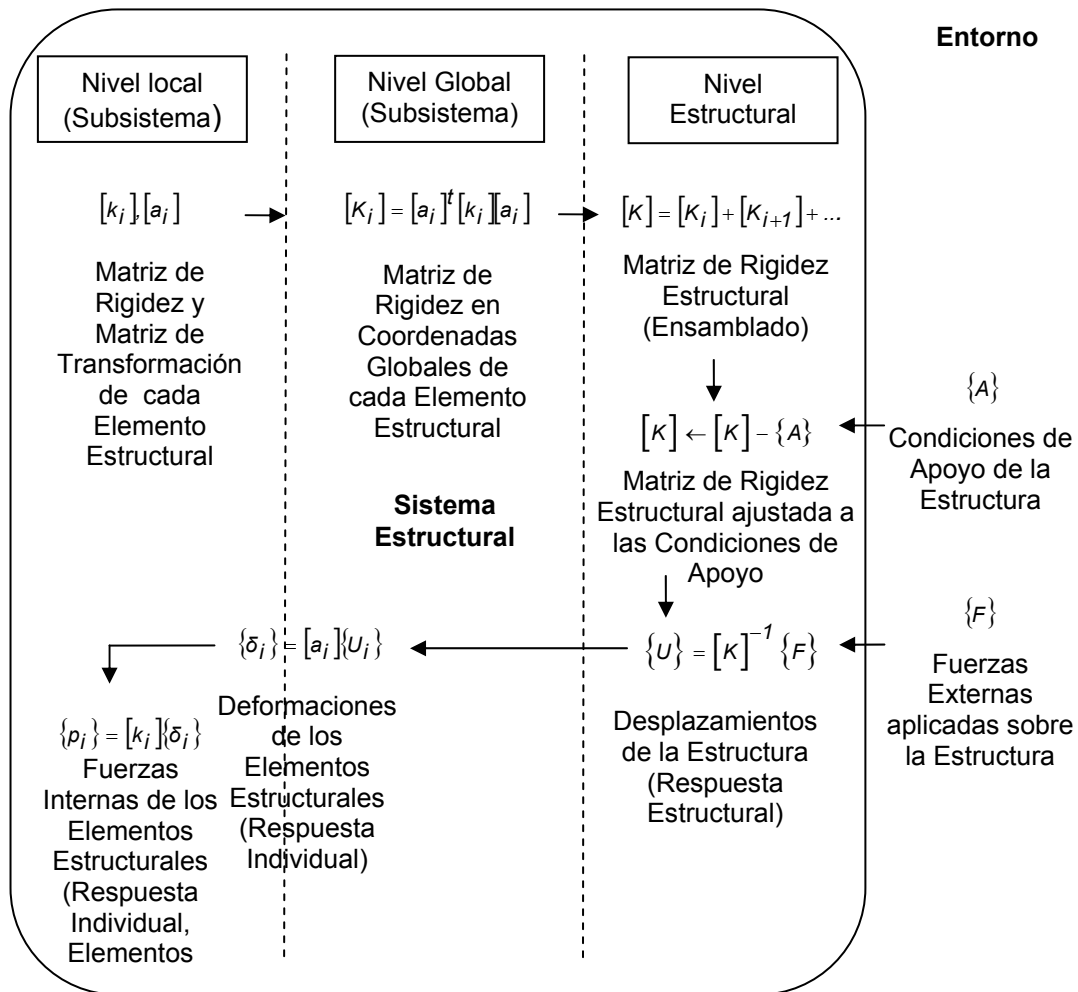 Entorno
Nivel local
(Subsistema)
Nivel Global
(Subsistema)
Nivel
Estructural
[k_i],[a_i]
Matriz de
Rigidez y
Matriz de
Transformación
de cada
Elemento
Estructural
[K_i] = [a_i]^t [k_i][a_i]
Matriz de
Rigidez en
Coordenadas
Globales de
cada Elemento
Estructural
[K] = [K_i] + [K_{i+1}] + ...
Matriz de Rigidez
Estructural
(Ensamblado)
[K] ← [K] − {A}
Matriz de Rigidez
Estructural ajustada a
las Condiciones de
Apoyo
{A}
Condiciones de
Apoyo de la
Estructura
Sistema
Estructural
{F}
Fuerzas
Externas
aplicadas sobre
la Estructura
{U} = [K]^{-1} {F}
Desplazamientos
de la Estructura
(Respuesta
Estructural)
{δ_i} = [a_i]{U_i}
Deformaciones
de los
Elementos
Estructurales
(Respuesta
Individual)
{p_i} = [k_i]{δ_i}
Fuerzas
Internas de los
Elementos
Estructurales
(Respuesta
Individual,
Elementos